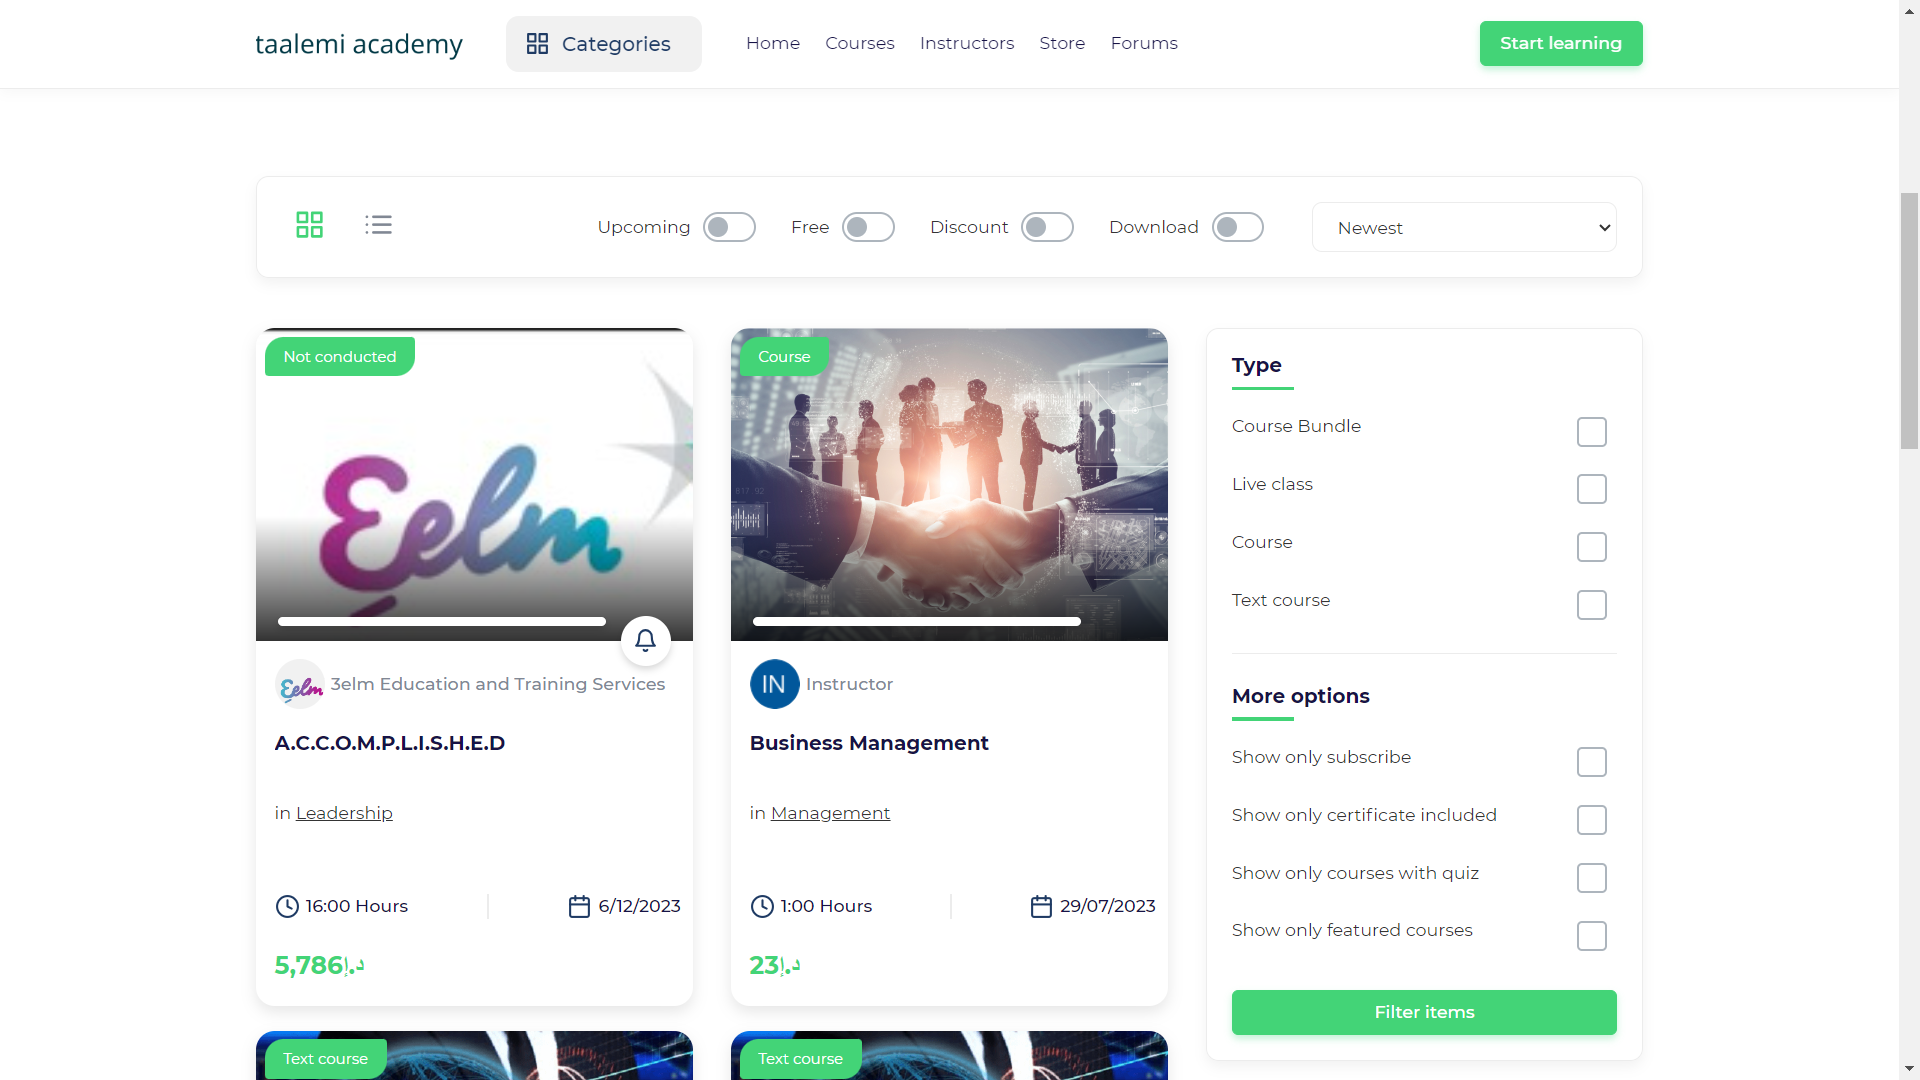 taalemi academy
Categories
Home
Courses
Instructors
Store
Forums
Start learning
Upcoming
Free
Discount
Download
Newest
Not conducted
Eelm
3elm Education and Training Services
A.C.C.O.M.P.L.I.S.H.E.D
in Leadership
16:00 Hours
6/12/2023
5,786د.إ
Course
IN Instructor
Business Management
in Management
1:00 Hours
29/07/2023
23د.إ
Type
Course Bundle
Live class
Course
Text course
More options
Show only subscribe
Show only certificate included
Show only courses with quiz
Show only featured courses
Filter items
Text course
Text course